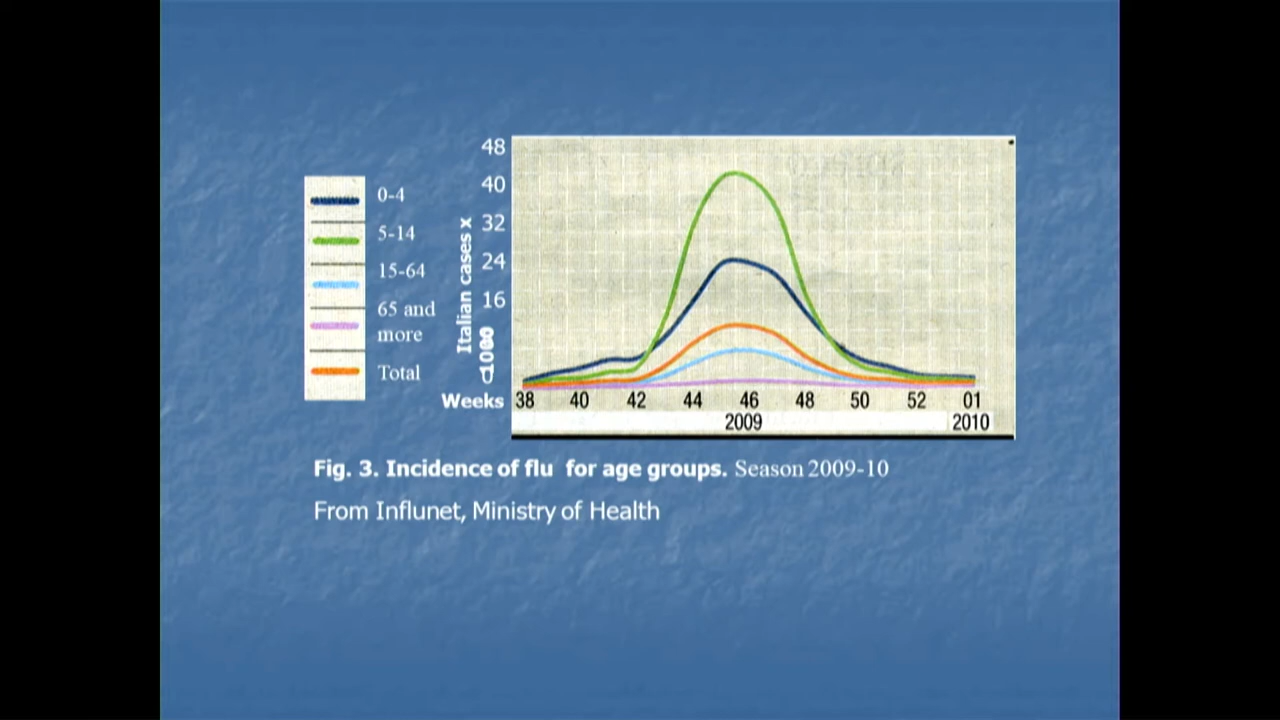 48
40
32
24
16
Italian cases x
1000
0
0-4
5-14
15-64
65 and
more
Total
Weeks 38 40 42 44 46 48 50 52 01
2009 2010
Fig. 3. Incidence of flu for age groups. Season 2009-10
From Influnet, Ministry of Health